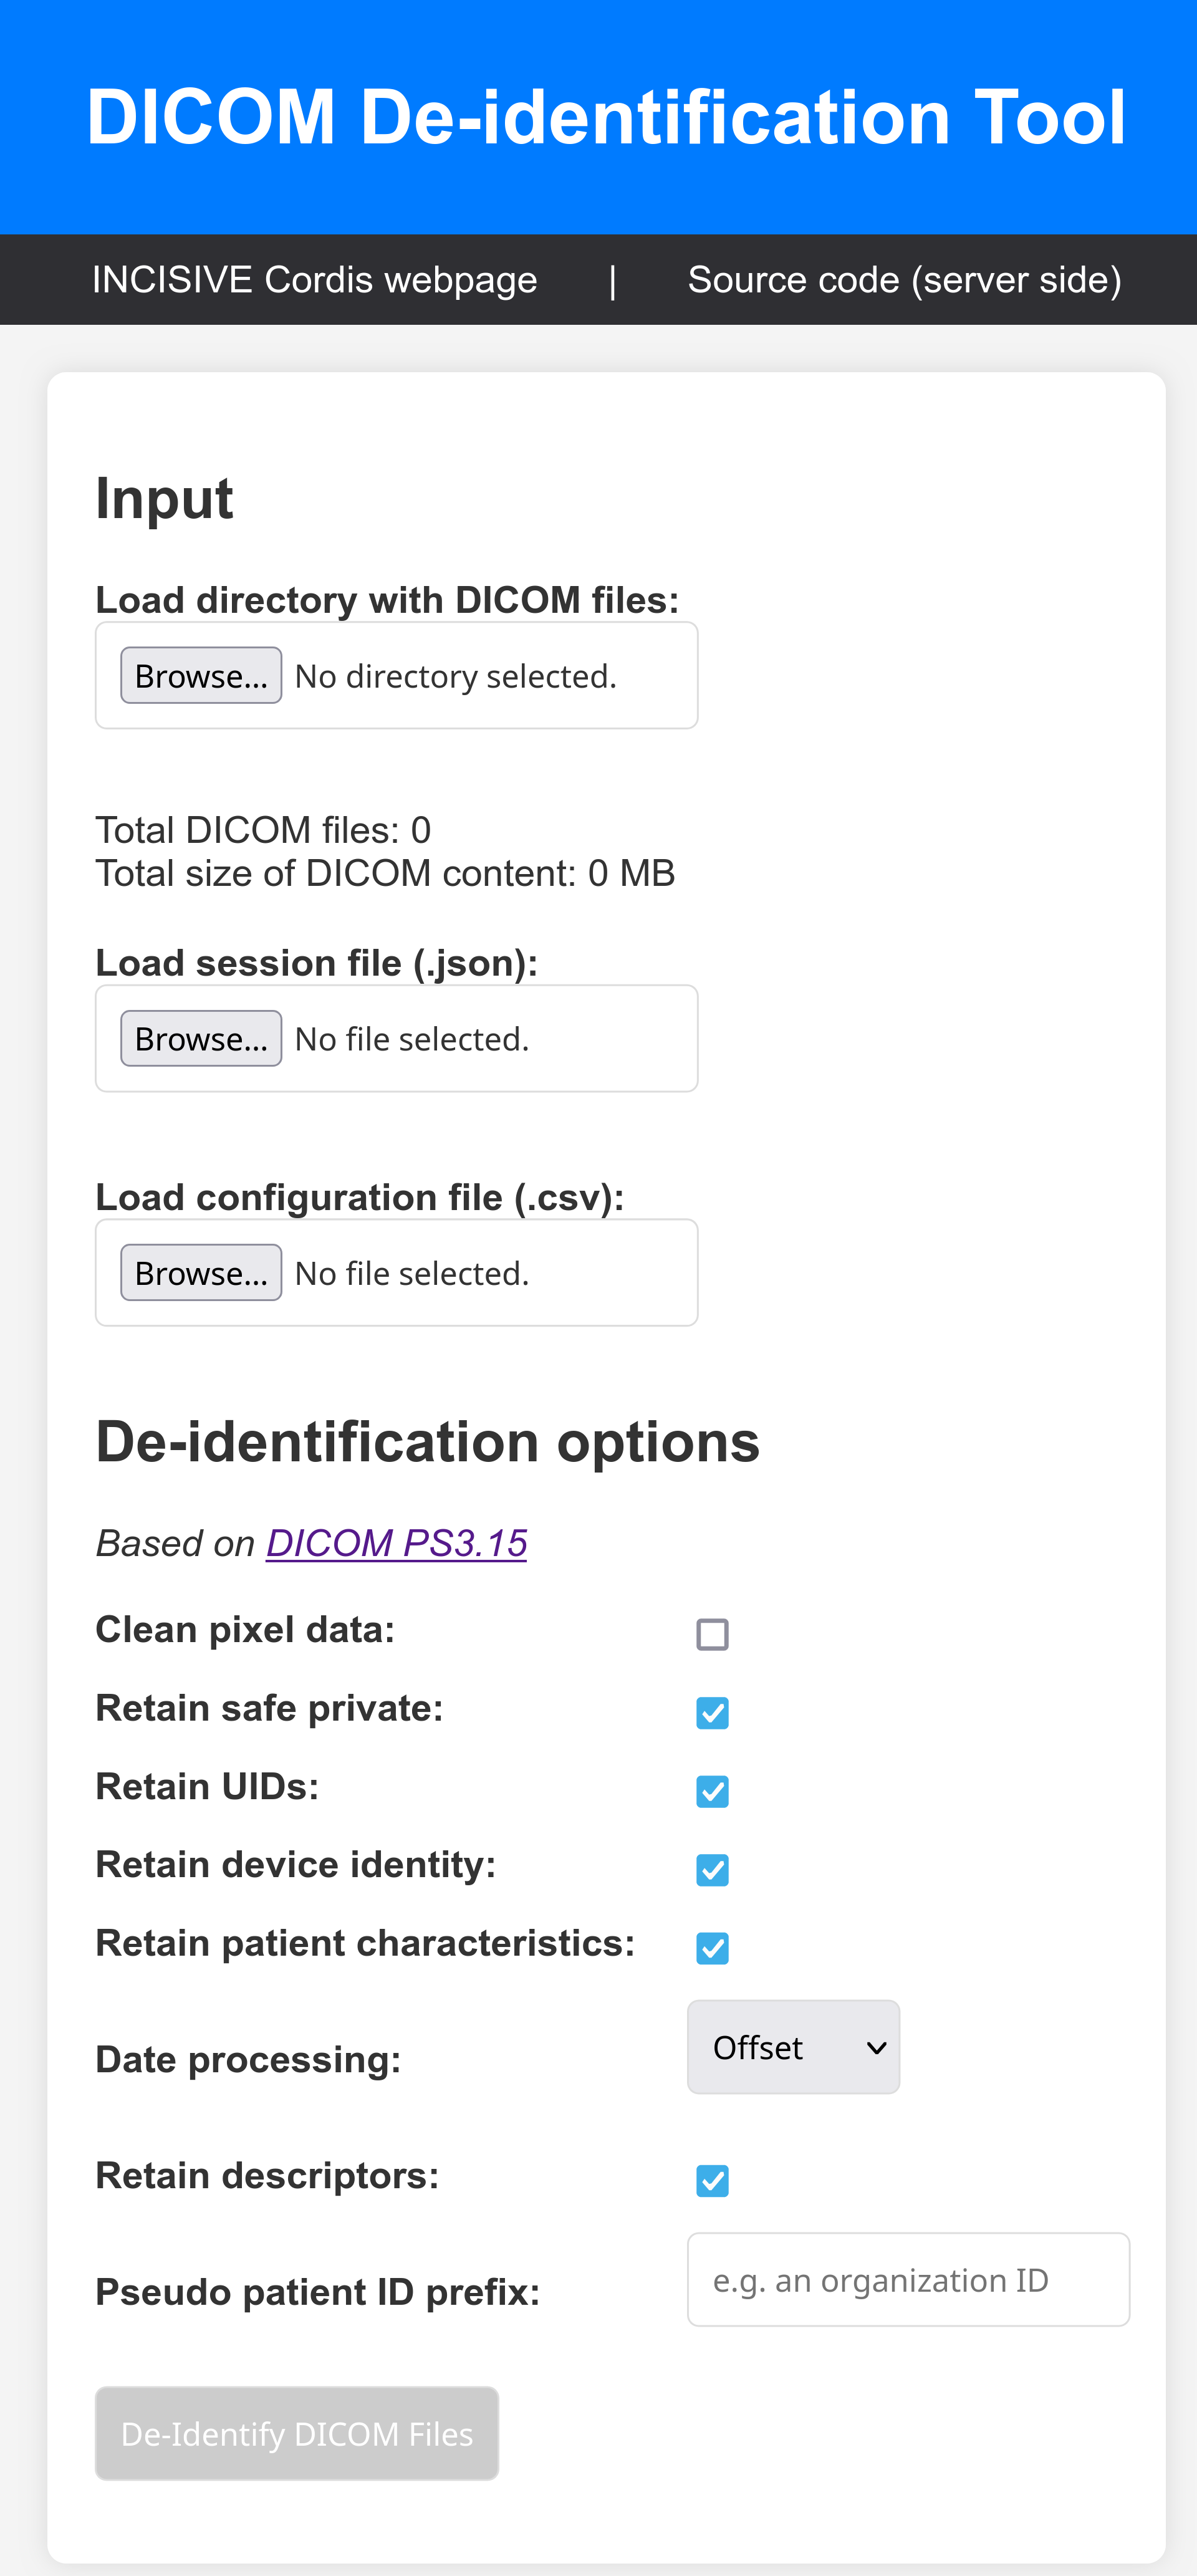 DICOM De-identification Tool
INCISIVE Cordis webpage | Source code (server side)
Input
Load directory with DICOM files:
Browse... No directory selected.
Total DICOM files: 0
Total size of DICOM content: 0 MB
Load session file (.json):
Browse... No file selected.
Load configuration file (.csv):
Browse... No file selected.
De-identification options
Based on DICOM PS3.15
Clean pixel data:
Retain safe private:
Retain UIDs:
Retain device identity:
Retain patient characteristics:
Date processing: Offset
Retain descriptors:
Pseudo patient ID prefix: e.g. an organization ID
De-Identify DICOM Files